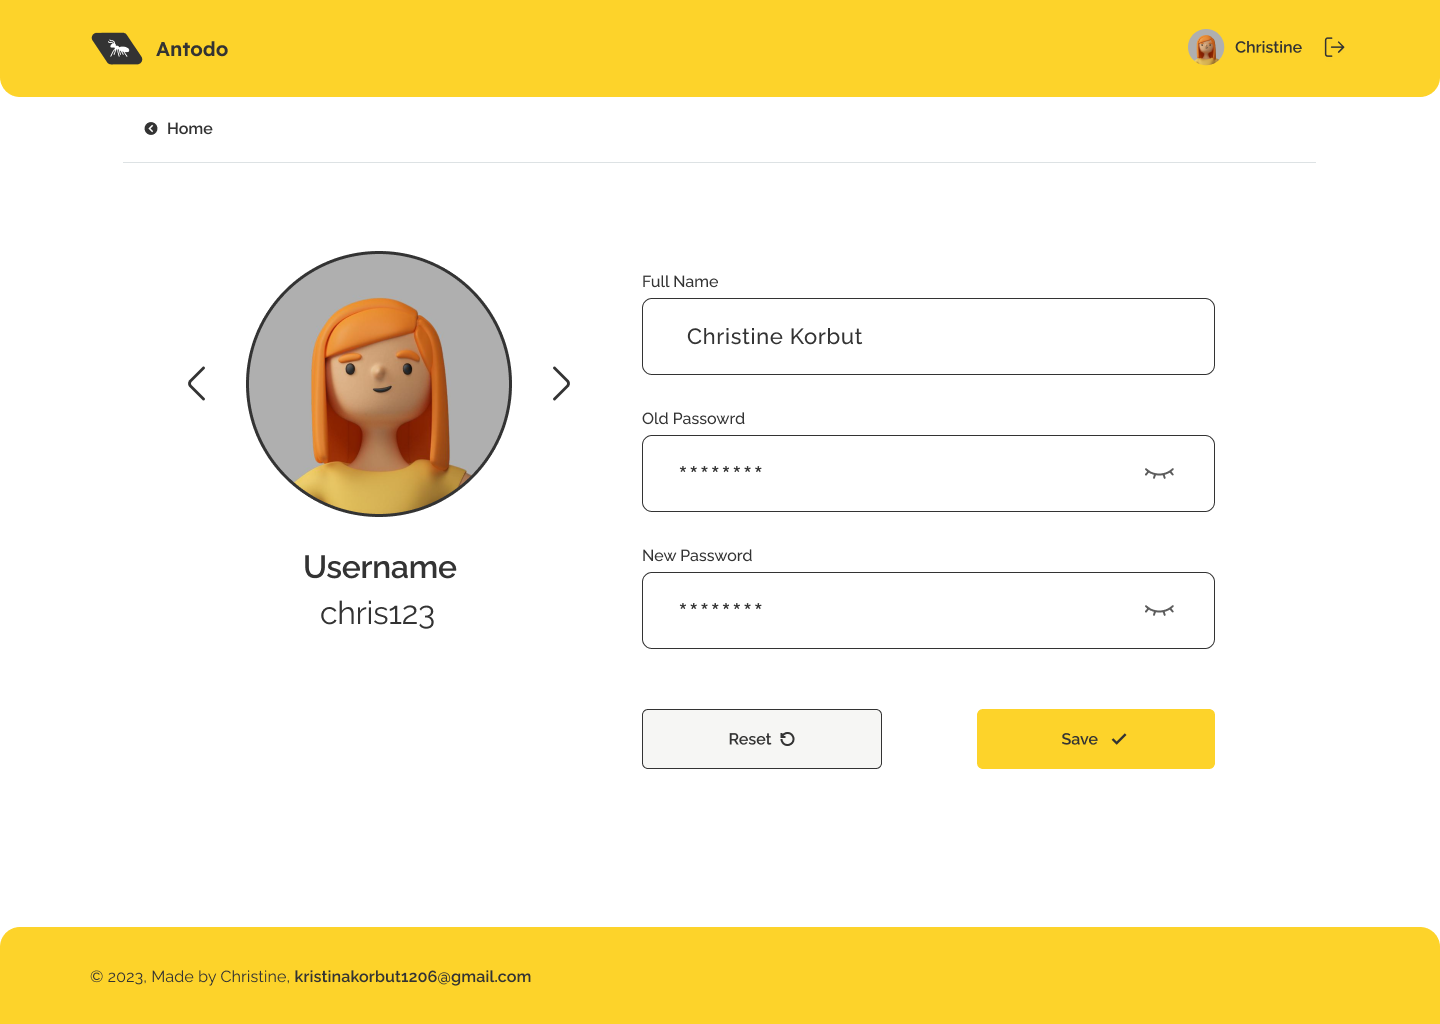 Antodo
Christine
Home
Full Name
Christine Korbut
Old Passowrd
********
New Password
********
Username
chris123
Reset
Save
© 2023, Made by Christine, kristinakorbut1206@gmail.com